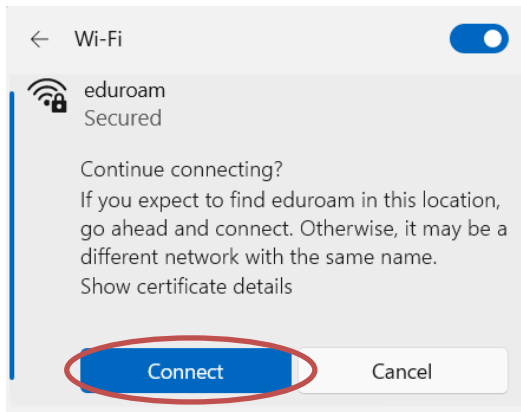 Wi-Fi
eduroam
Secured
Continue connecting?
If you expect to find eduroam in this location,
go ahead and connect. Otherwise, it may be a
different network with the same name.
Show certificate details
Connect
Cancel